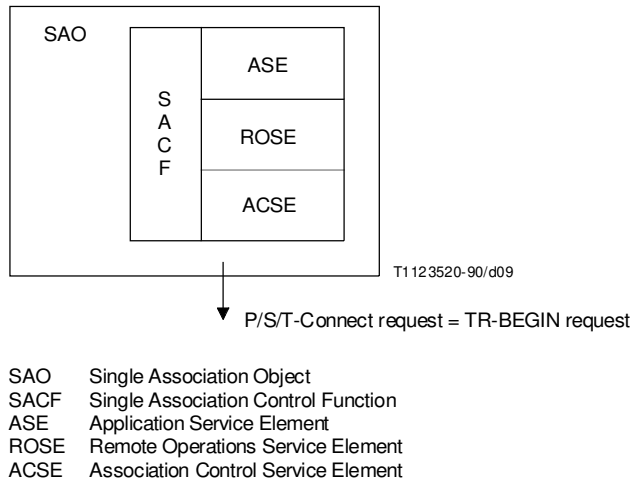 SAO
ASE
S
A
C
F
ROSE
ACSE
T1123520-90/d09
P/S/T-Connect request = TR-BEGIN request
SAO Single Association Object
SACF Single Association Control Function
ASE Application Service Element
ROSE Remote Operations Service Element
ACSE Association Control Service Element